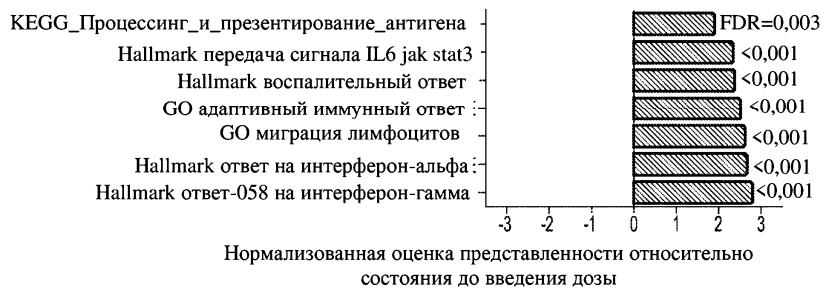 KEGG_Процессинг_и_презентирование_антигена FDR=0,003
Hallmark передача сигнала IL6 jak stat3 <0,001
Hallmark воспалительный ответ <0,001
GO адаптивный иммунный ответ <0,001
GO миграция лимфоцитов <0,001
Hallmark ответ на интерферон-альфа <0,001
Hallmark ответ-058 на интерферон-гамма <0,001
-3 -2 -1 0 1 2 3
Нормализованная оценка представленности относительно
состояния до введения дозы